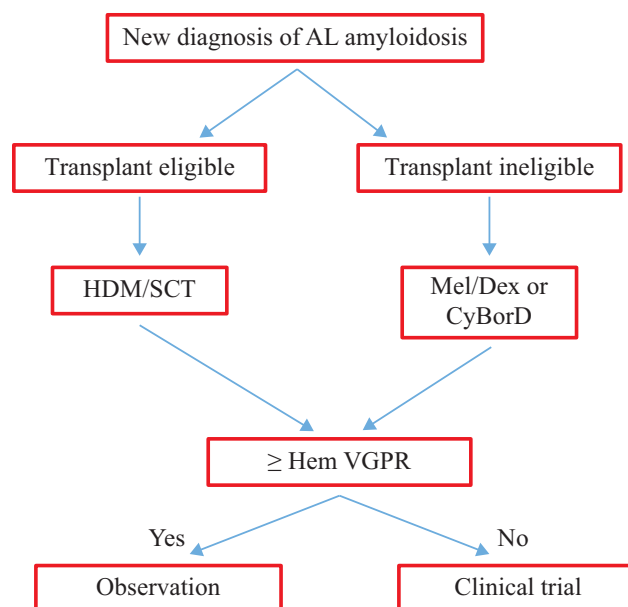 New diagnosis of AL amyloidosis
Transplant eligible
Transplant ineligible
HDM/SCT
Mel/Dex or
CyBorD
≥ Hem VGPR
Yes
No
Observation
Clinical trial